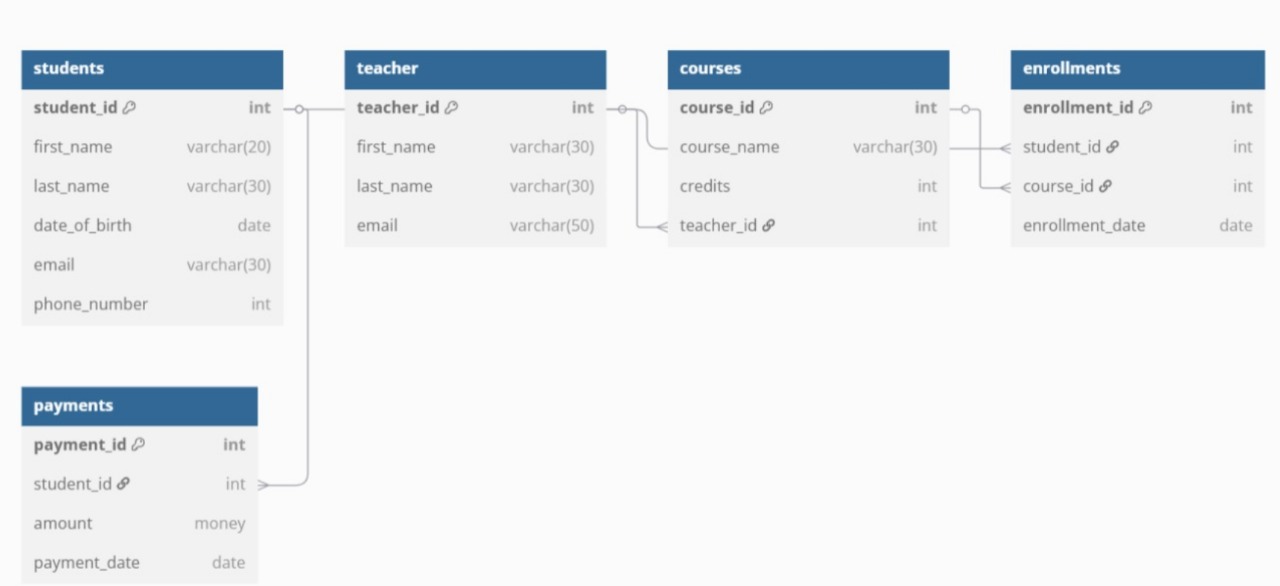 students
student_id int
first_name varchar(20)
last_name varchar(30)
date_of_birth date
email varchar(30)
phone_number int
teacher
teacher_id int
first_name varchar(30)
last_name varchar(30)
email varchar(50)
courses
course_id int
course_name varchar(30)
credits int
teacher_id int
enrollments
enrollment_id int
student_id int
course_id int
enrollment_date date
payments
payment_id int
student_id int
amount money
payment_date date